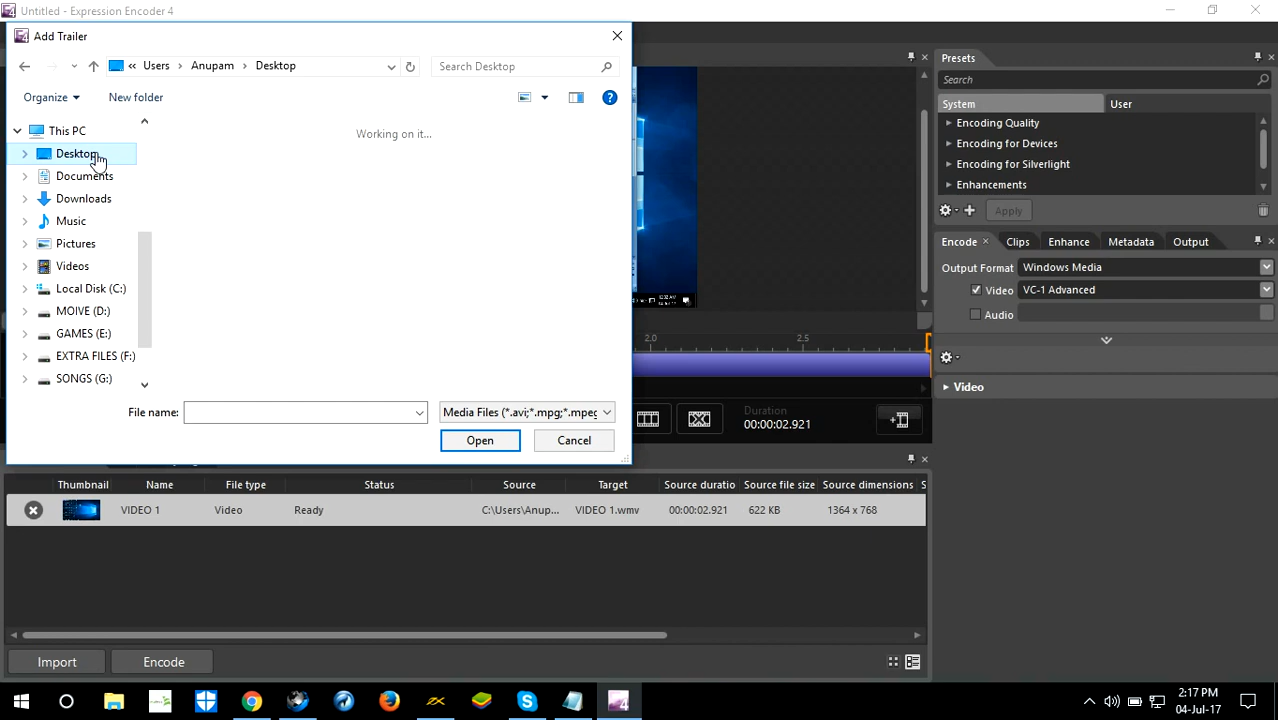 Untitled - Expression Encoder 4
Add Trailer
« Users > Anupam > Desktop
Search Desktop
Organize
New folder
This PC
Desktop
Documents
Downloads
Music
Pictures
Videos
Local Disk (C:)
MOIVE (D:)
GAMES (E:)
EXTRA FILES (F:)
SONGS (G:)
Working on it...
File name:
Media Files (*.avi;*.mpg;*.mpeg
Open
Cancel
Presets
Search
System
User
Encoding Quality
Encoding for Devices
Encoding for Silverlight
Enhancements
Apply
Encode
Clips
Enhance
Metadata
Output
Output Format
Windows Media
Video
VC-1 Advanced
Audio
Video
2.0
2.5
Duration
00:00:02.921
Thumbnail
Name
File type
Status
Source
Target
Source duratio
Source file size
Source dimensions
S
VIDEO 1
Video
Ready
C:\Users\Anup...
VIDEO 1.wmv
00:00:02.921
622 KB
1364 x 768
Import
Encode
2:17 PM
04-Jul-17